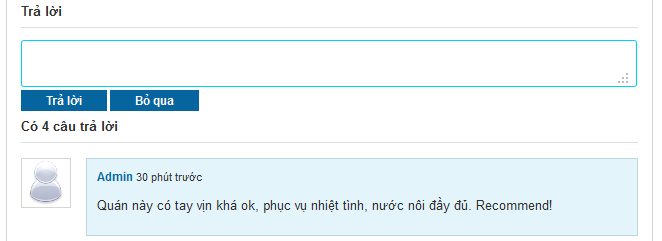 Trả lời
Trả lời Bỏ qua
Có 4 câu trả lời
Admin 30 phút trước
Quán này có tay vịn khá ok, phục vụ nhiệt tình, nước nôi đầy đủ. Recommend!